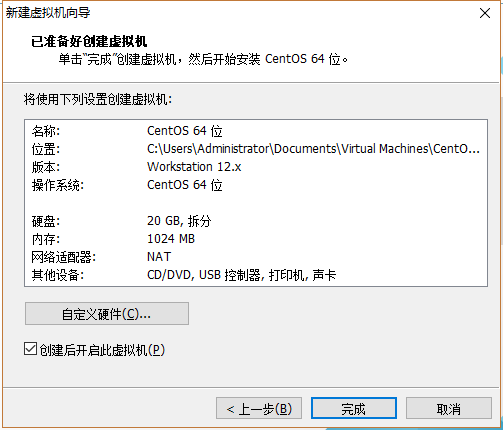 新建虚拟机向导
已准备好创建虚拟机
单击“完成”创建虚拟机，然后开始安装 CentOS 64 位。
将使用下列设置创建虚拟机:
名称: CentOS 64 位
位置: C:\Users\Administrator\Documents\Virtual Machines\CentO...
版本: Workstation 12.x
操作系统: CentOS 64 位
硬盘: 20 GB, 拆分
内存: 1024 MB
网络适配器: NAT
其他设备: CD/DVD, USB 控制器, 打印机, 声卡
自定义硬件(C)...
创建后开启此虚拟机(P)
< 上一步(B) 完成 取消